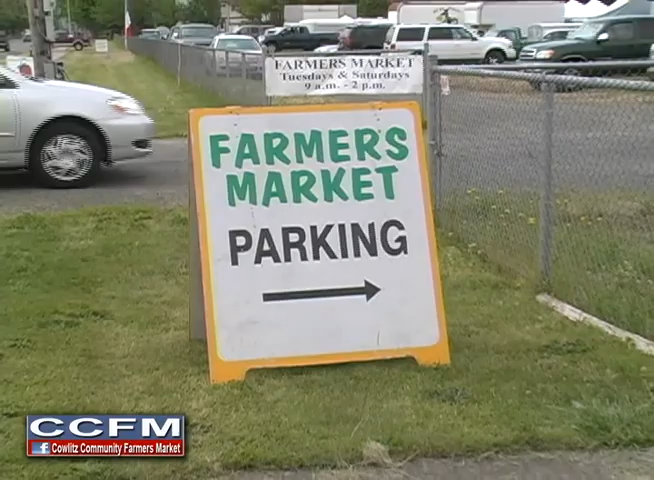 FARMERS MARKET
Tuesdays & Saturdays
9 a.m. - 2 p.m.
FARMERS
MARKET
PARKING
CCFM
f Cowlitz Community Farmers Market